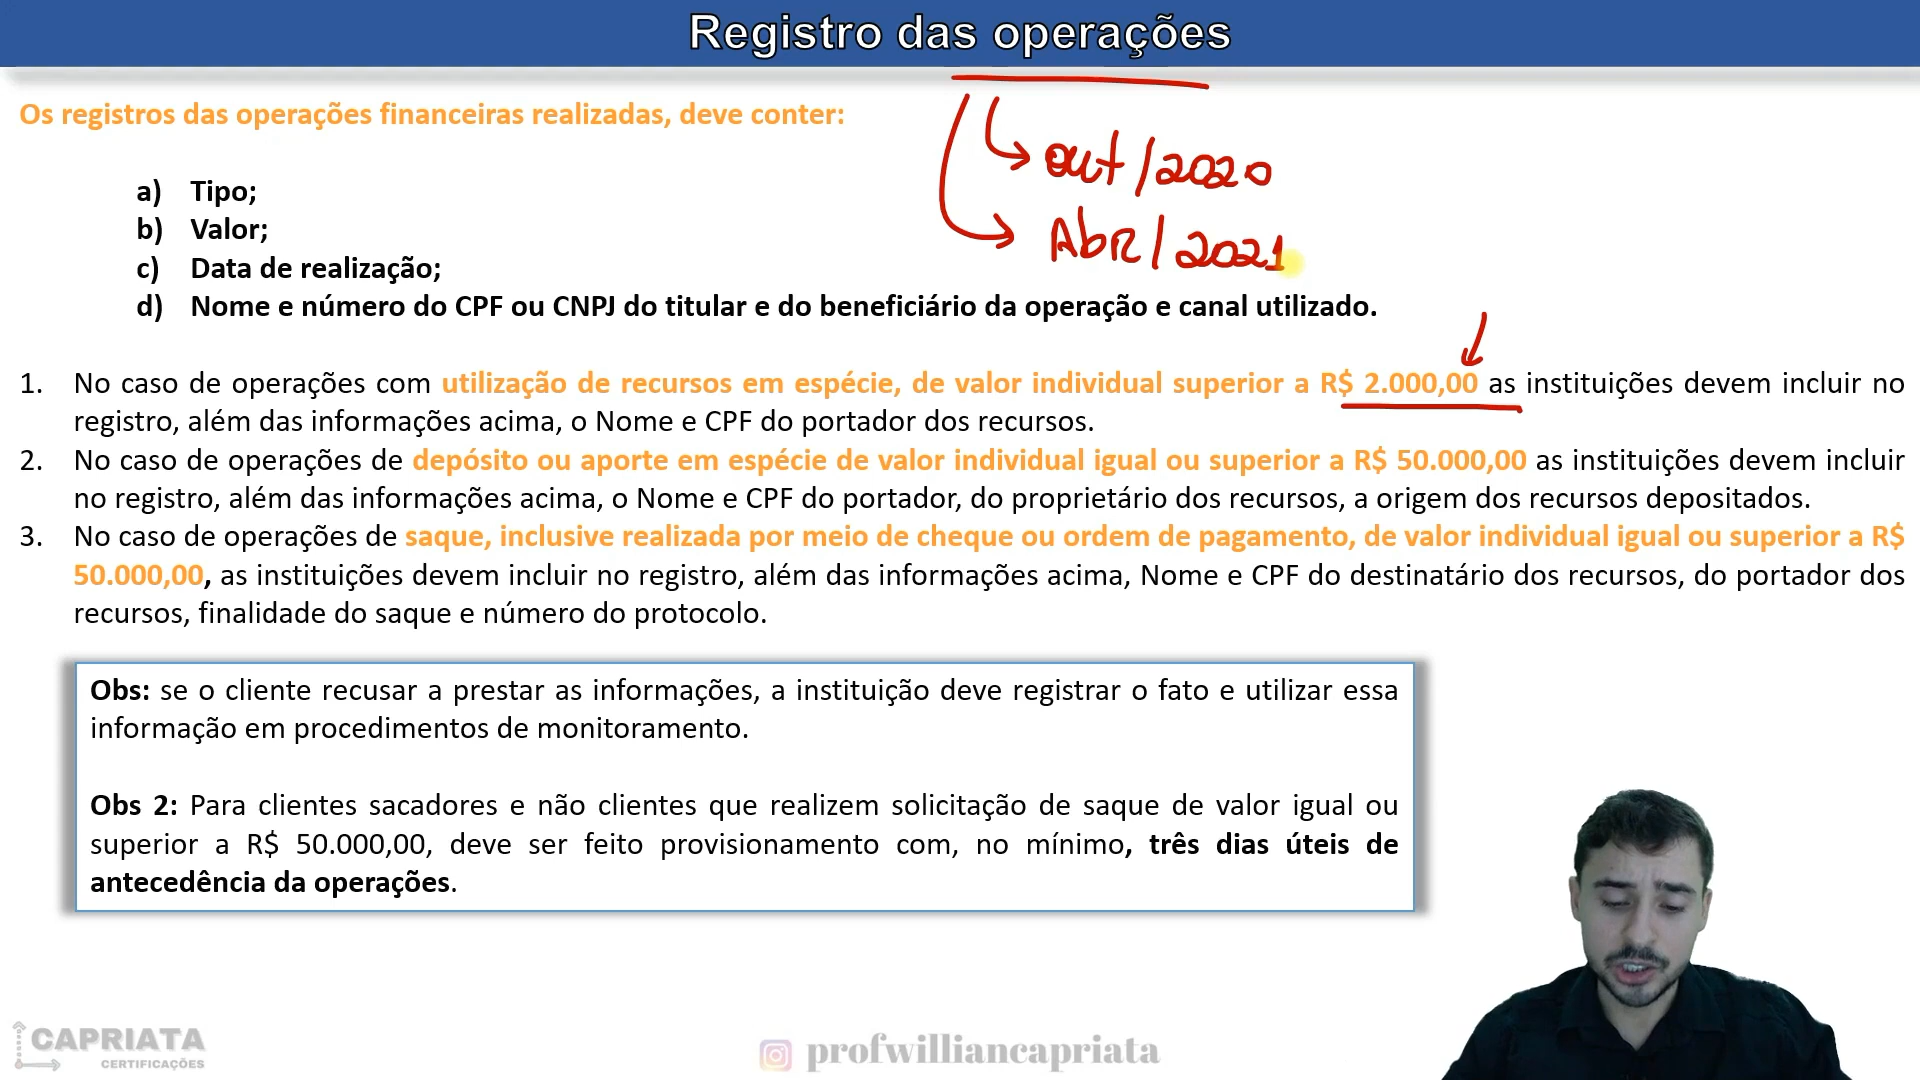 Registro das operações
Os registros das operações financeiras realizadas, deve conter:
out/2020
a) Tipo;
b) Valor;
Abr/2021
c) Data de realização;
d) Nome e número do CPF ou CNPJ do titular e do beneficiário da operação e canal utilizado.
1. No caso de operações com utilização de recursos em espécie, de valor individual superior a R$ 2.000,00 as instituições devem incluir no
registro, além das informações acima, o Nome e CPF do portador dos recursos.
2. No caso de operações de depósito ou aporte em espécie de valor individual igual ou superior a R$ 50.000,00 as instituições devem incluir
no registro, além das informações acima, o Nome e CPF do portador, do proprietário dos recursos, a origem dos recursos depositados.
3. No caso de operações de saque, inclusive realizada por meio de cheque ou ordem de pagamento, de valor individual igual ou superior a R$
50.000,00, as instituições devem incluir no registro, além das informações acima, Nome e CPF do destinatário dos recursos, do portador dos
recursos, finalidade do saque e número do protocolo.
Obs: se o cliente recusar a prestar as informações, a instituição deve registrar o fato e utilizar essa
informação em procedimentos de monitoramento.
Obs 2: Para clientes sacadores e não clientes que realizem solicitação de saque de valor igual ou
superior a R$ 50.000,00, deve ser feito provisionamento com, no mínimo, três dias úteis de
antecedência da operações.
CAPRIATA
CERTIFICAÇÕES
profwilliancapriata